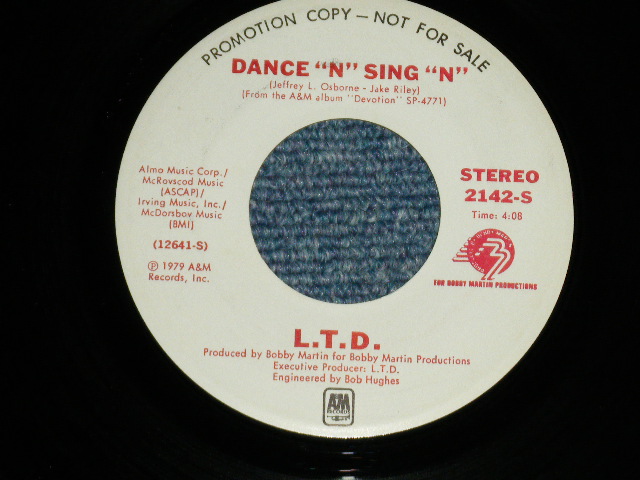 PROMOTION COPY — NOT FOR SALE
DANCE "N" SING "N"
(Jeffrey L. Osborne - Jake Riley)
(From the A&M album "Devotion" SP-4771)
Almo Music Corp./
McRovscod Music
(ASCAP)/
Irving Music, Inc./
McDorsbov Music
(BMI)
(12641-S)
℗ 1979 A&M
Records, Inc.
STEREO
2142-S
Time: 4:08
FOR BOBBY MARTIN PRODUCTIONS
L.T.D.
Produced by Bobby Martin for Bobby Martin Productions
Executive Producer: L.T.D.
Engineered by Bob Hughes
A&M
RECORDS